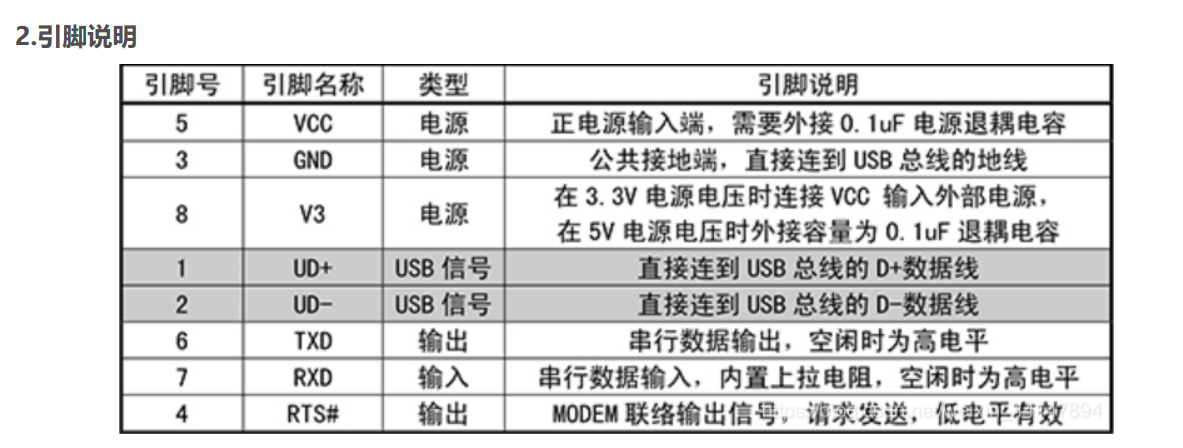 2.引脚说明
引脚号 引脚名称 类型 引脚说明
5 VCC 电源 正电源输入端，需要外接 0.1uF 电源退耦电容
3 GND 电源 公共接地端，直接连到 USB 总线的地线
8 V3 电源 在 3.3V 电源电压时连接 VCC 输入外部电源，
在 5V 电源电压时外接容量为 0.1uF 退耦电容
1 UD+ USB 信号 直接连到 USB 总线的 D+数据线
2 UD- USB 信号 直接连到 USB 总线的 D-数据线
6 TXD 输出 串行数据输出，空闲时为高电平
7 RXD 输入 串行数据输入，内置上拉电阻，空闲时为高电平
4 RTS# 输出 MODEM 联络输出信号，请求发送，低电平有效